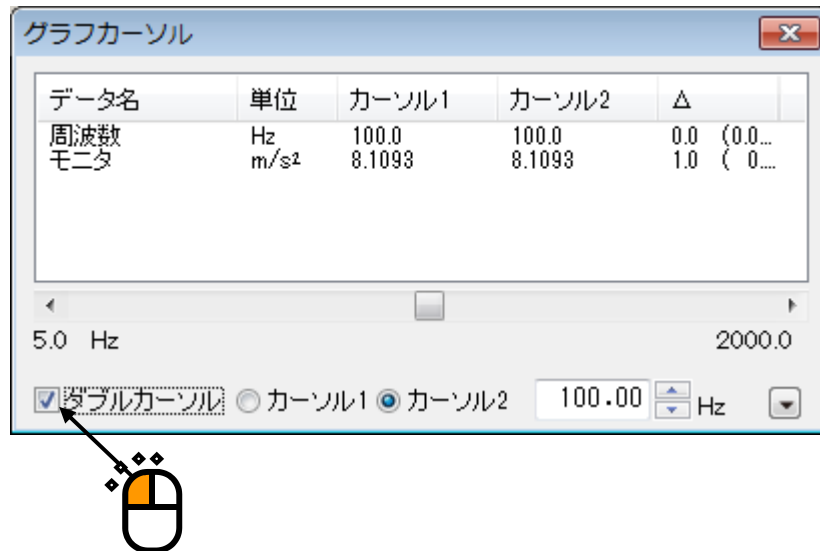 グラフカーソル
データ名 単位 カーソル1 カーソル2 Δ
周波数 Hz 100.0 100.0 0.0 (0.0...
モニタ m/s² 8.1093 8.1093 1.0 ( 0....
5.0 Hz 2000.0
ダブルカーソル カーソル1 カーソル2 100.00 Hz